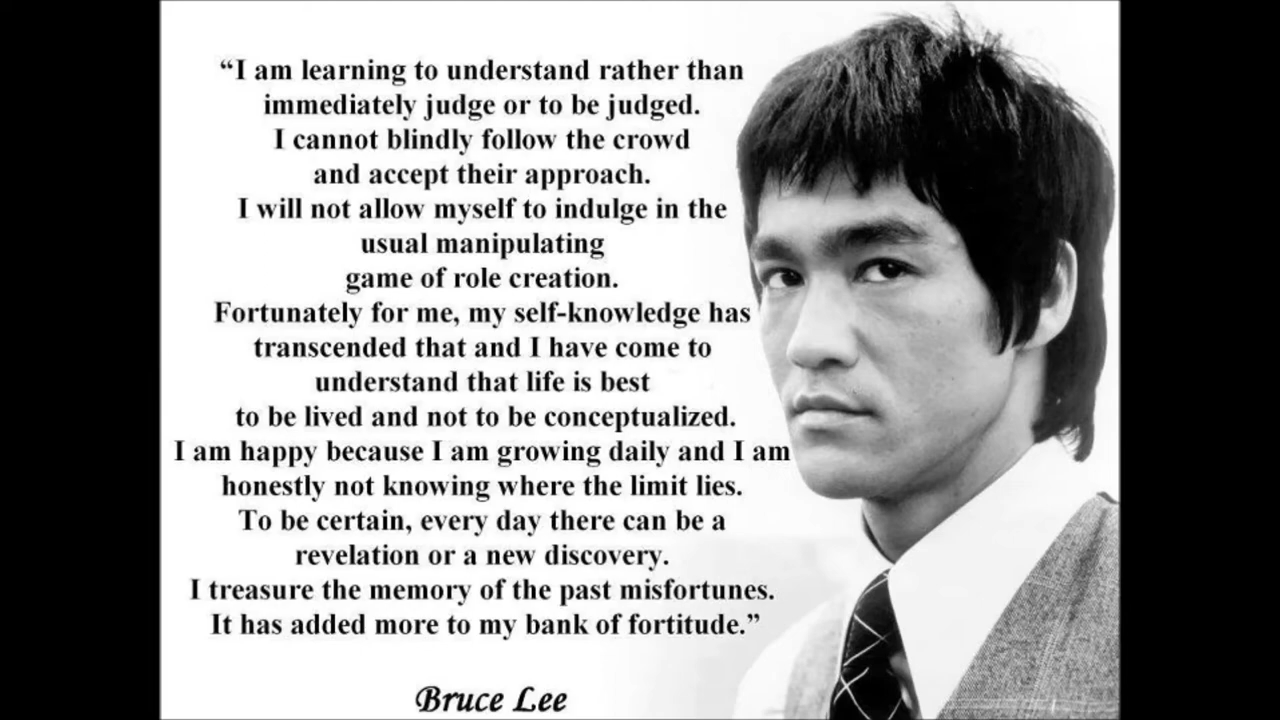 “I am learning to understand rather than
immediately judge or to be judged.
I cannot blindly follow the crowd
and accept their approach.
I will not allow myself to indulge in the
usual manipulating
game of role creation.
Fortunately for me, my self-knowledge has
transcended that and I have come to
understand that life is best
to be lived and not to be conceptualized.
I am happy because I am growing daily and I am
honestly not knowing where the limit lies.
To be certain, every day there can be a
revelation or a new discovery.
I treasure the memory of the past misfortunes.
It has added more to my bank of fortitude.”
Bruce Lee